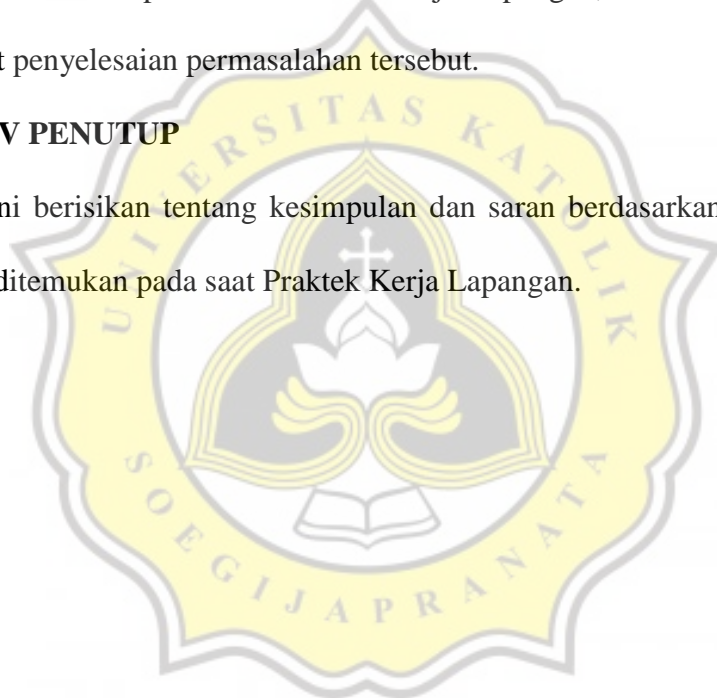 t penyelesaian permasalahan tersebut.
V PENUTUP
ni berisikan tentang kesimpulan dan saran berdasarkan
ditemukan pada saat Praktek Kerja Lapangan.
UNIVERSITAS KATOLIK
SOEGIJAPRANATA